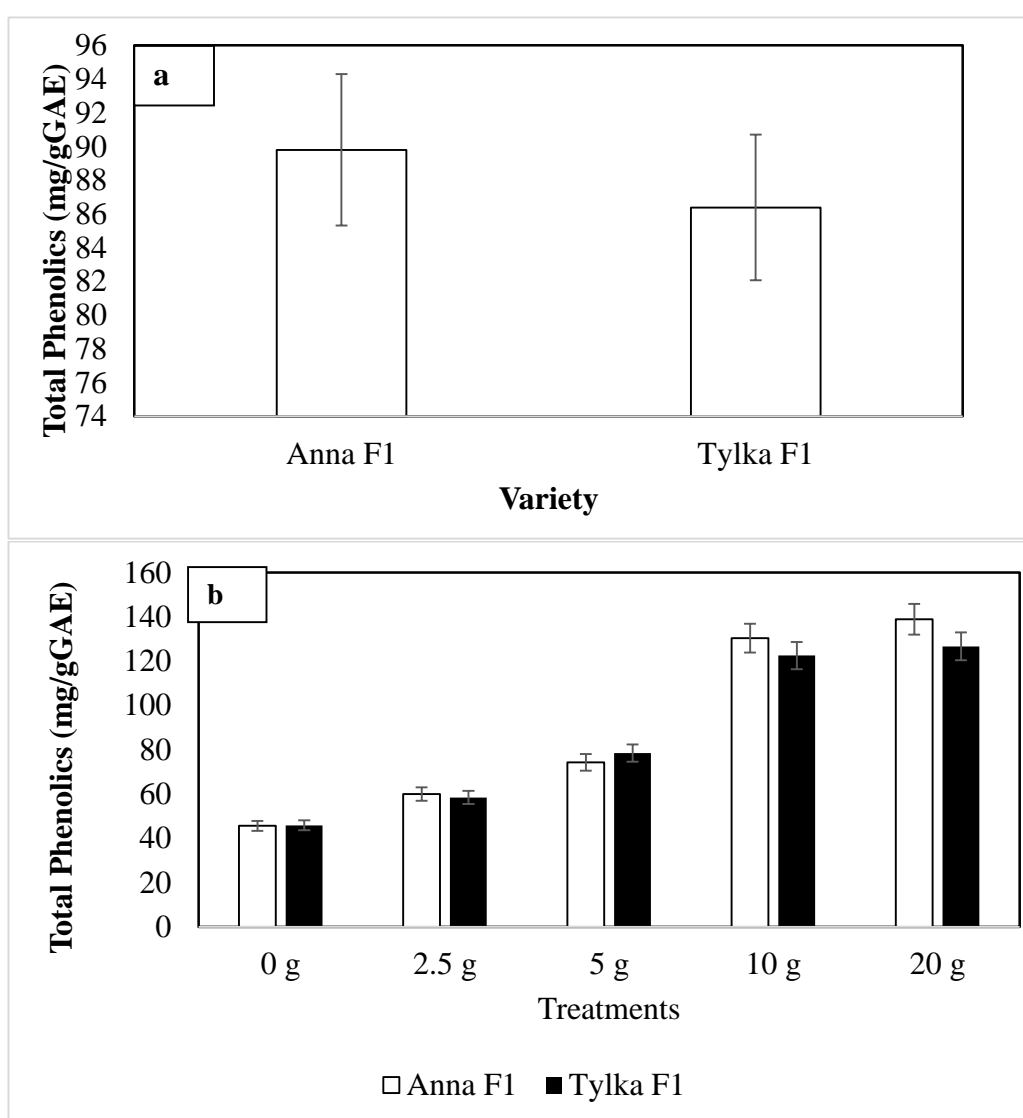 a
Total Phenolics (mg/gGAE)
96
94
92
90
88
86
84
82
80
78
76
74
Anna F1 Tylka F1
Variety
b
Total Phenolics (mg/gGAE)
160
140
120
100
80
60
40
20
0
0 g 2.5 g 5 g 10 g 20 g
Treatments
Anna F1 Tylka F1